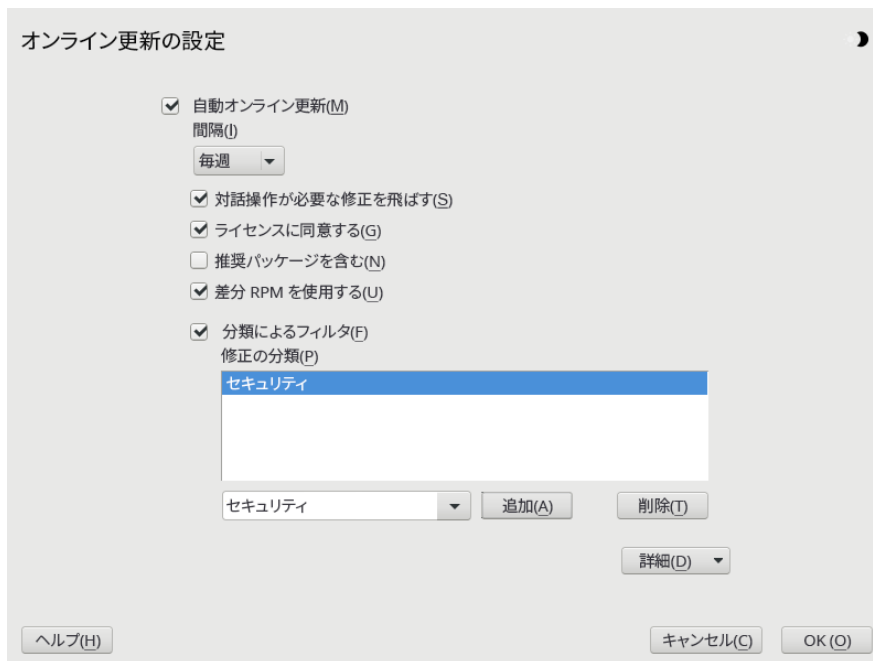 オンライン更新の設定
自動オンライン更新(M)
間隔(I)
毎週
対話操作が必要な修正を飛ばす(S)
ライセンスに同意する(G)
推奨パッケージを含む(N)
差分 RPM を使用する(U)
分類によるフィルタ(F)
修正の分類(P)
セキュリティ
セキュリティ 追加(A) 削除(T)
詳細(D)
ヘルプ(H) キャンセル(C) OK(O)